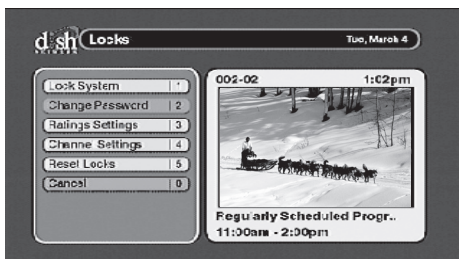 dish Locks Tue, March 4
NETWORK
Lock System 1
Change Password 2
Ratings Settings 3
Channel Settings 4
Reset Locks 5
Cancel 0
002-02 1:02pm
Regularly Scheduled Progr..
11:00am - 2:00pm